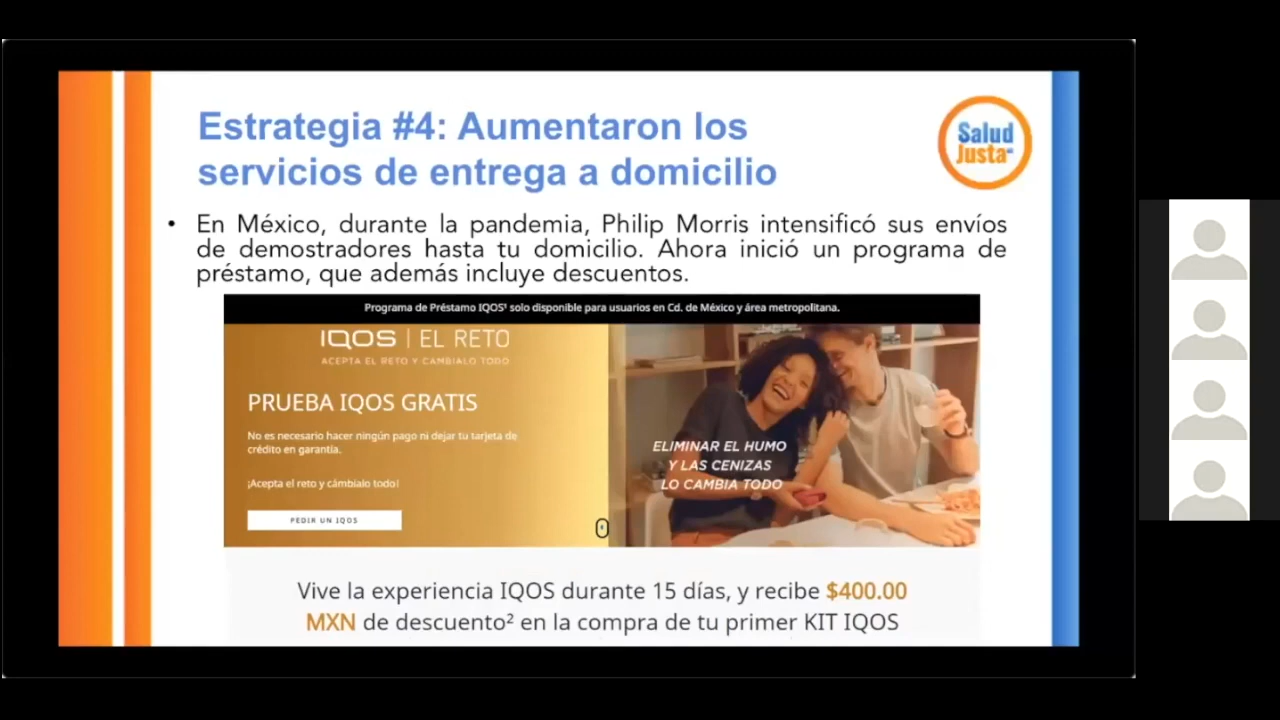 Estrategia #4: Aumentaron los
servicios de entrega a domicilio
Salud
Justa
• En México, durante la pandemia, Philip Morris intensificó sus envíos
de demostradores hasta tu domicilio. Ahora inició un programa de
préstamo, que además incluye descuentos.
Programa de Préstamo IQOS¹ solo disponible para usuarios en Cd. de México y área metropolitana.
IQOS | EL RETO
ACEPTA EL RETO Y CAMBIALO TODO
PRUEBA IQOS GRATIS
No es necesario hacer ningún pago ni dejar tu tarjeta de
crédito en garantía.
¡Acepta el reto y cámbialo todo!
PEDIR UN IQOS
ELIMINAR EL HUMO
Y LAS CENIZAS
LO CAMBIA TODO
Vive la experiencia IQOS durante 15 días, y recibe $400.00
MXN de descuento² en la compra de tu primer KIT IQOS